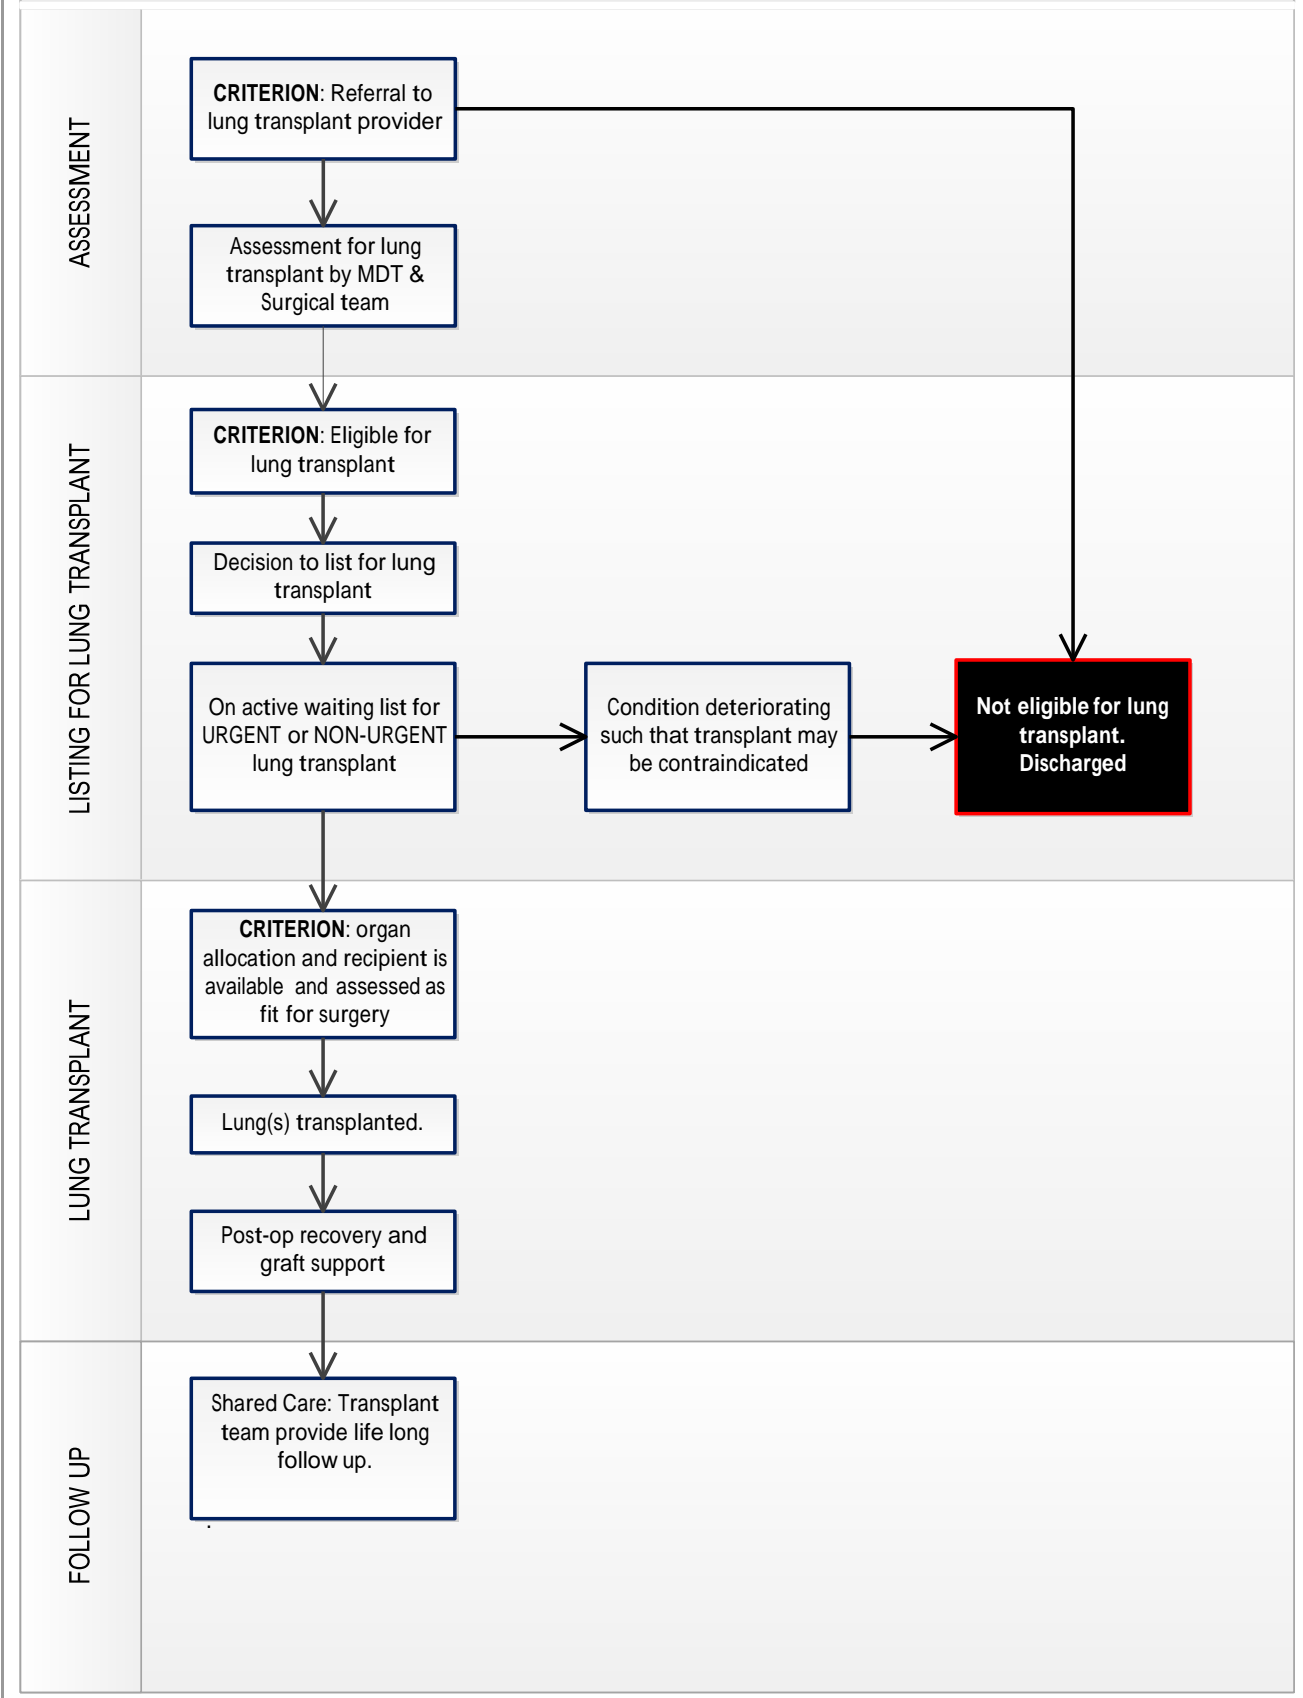 ASSESSMENT
CRITERION: Referral to
lung transplant provider
Assessment for lung
transplant by MDT &
Surgical team
LISTING FOR LUNG TRANSPLANT
CRITERION: Eligible for
lung transplant
Decision to list for lung
transplant
On active waiting list for
URGENT or NON-URGENT
lung transplant
Condition deteriorating
such that transplant may
be contraindicated
Not eligible for lung
transplant.
Discharged
LUNG TRANSPLANT
CRITERION: organ
allocation and recipient is
available and assessed as
fit for surgery
Lung(s) transplanted.
Post-op recovery and
graft support
FOLLOW UP
Shared Care: Transplant
team provide life long
follow up.
.